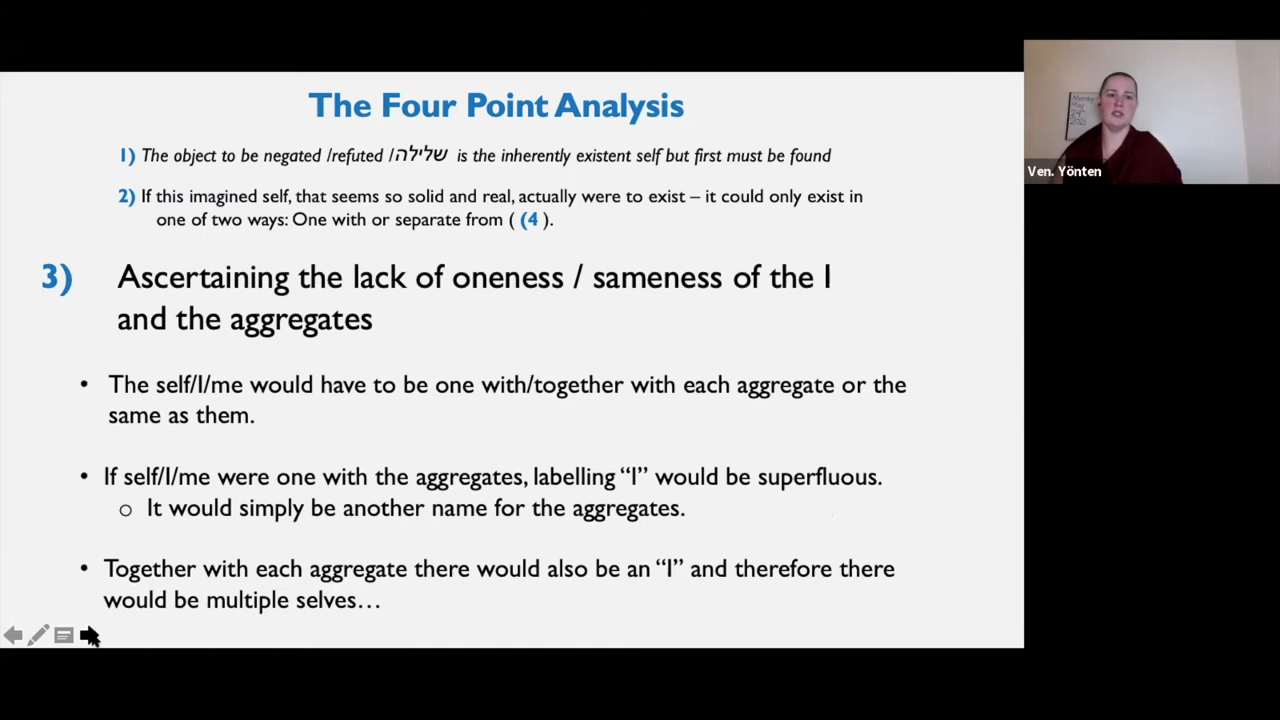 The Four Point Analysis
1) The object to be negated /refuted /שלילה is the inherently existent self but first must be found
2) If this imagined self, that seems so solid and real, actually were to exist – it could only exist in
one of two ways: One with or separate from ( (4 ).
3) Ascertaining the lack of oneness / sameness of the I
and the aggregates
• The self/I/me would have to be one with/together with each aggregate or the
same as them.
• If self/I/me were one with the aggregates, labelling “I” would be superfluous.
o It would simply be another name for the aggregates.
• Together with each aggregate there would also be an “I” and therefore there
would be multiple selves…
Monday
May
24th
2021
Ven. Yönten